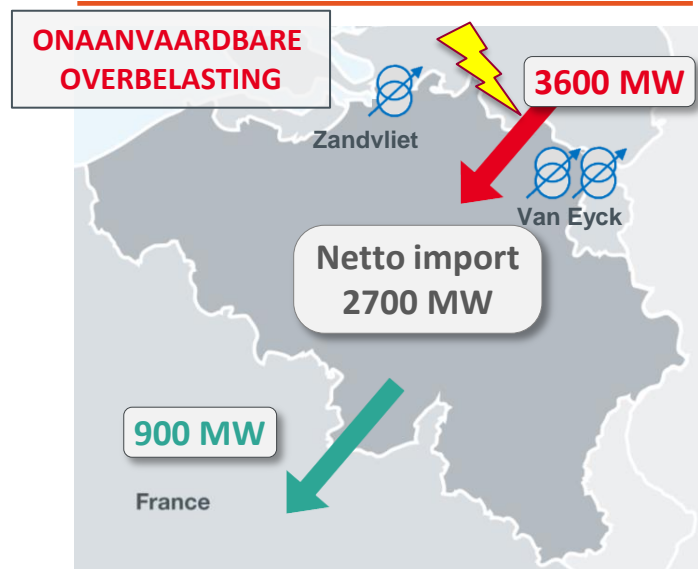 ONAANVAARDBARE
OVERBELASTING
3600 MW
Zandvliet
Van Eyck
Netto import
2700 MW
900 MW
France